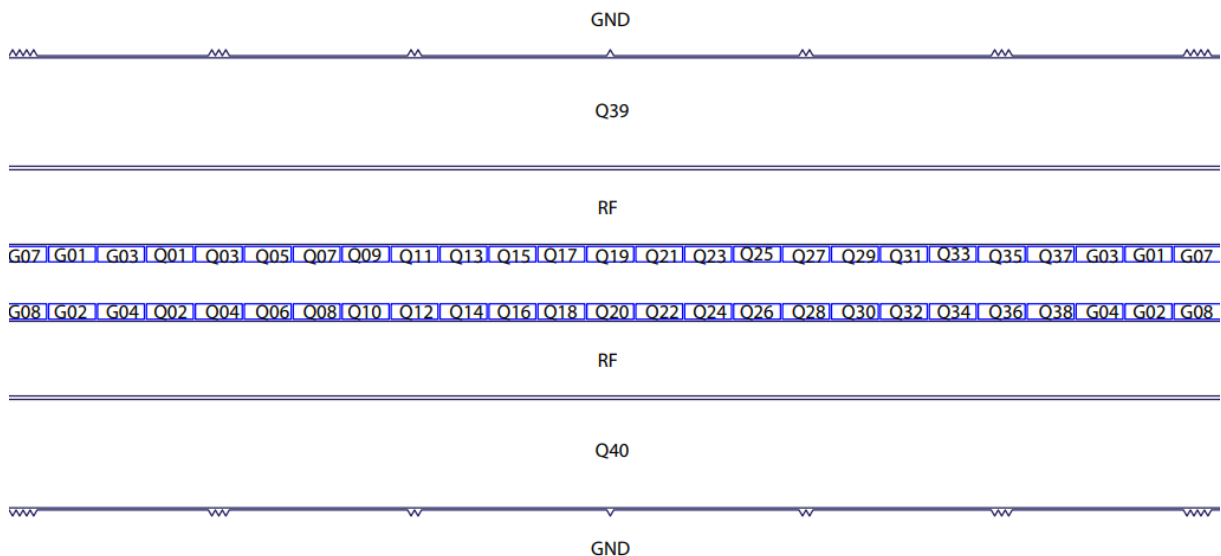 GND
Q39
RF
G07 G01 G03 Q01 Q03 Q05 Q07 Q09 Q11 Q13 Q15 Q17 Q19 Q21 Q23 Q25 Q27 Q29 Q31 Q33 Q35 Q37 G03 G01 G07
G08 G02 G04 Q02 Q04 Q06 Q08 Q10 Q12 Q14 Q16 Q18 Q20 Q22 Q24 Q26 Q28 Q30 Q32 Q34 Q36 Q38 G04 G02 G08
RF
Q40
GND